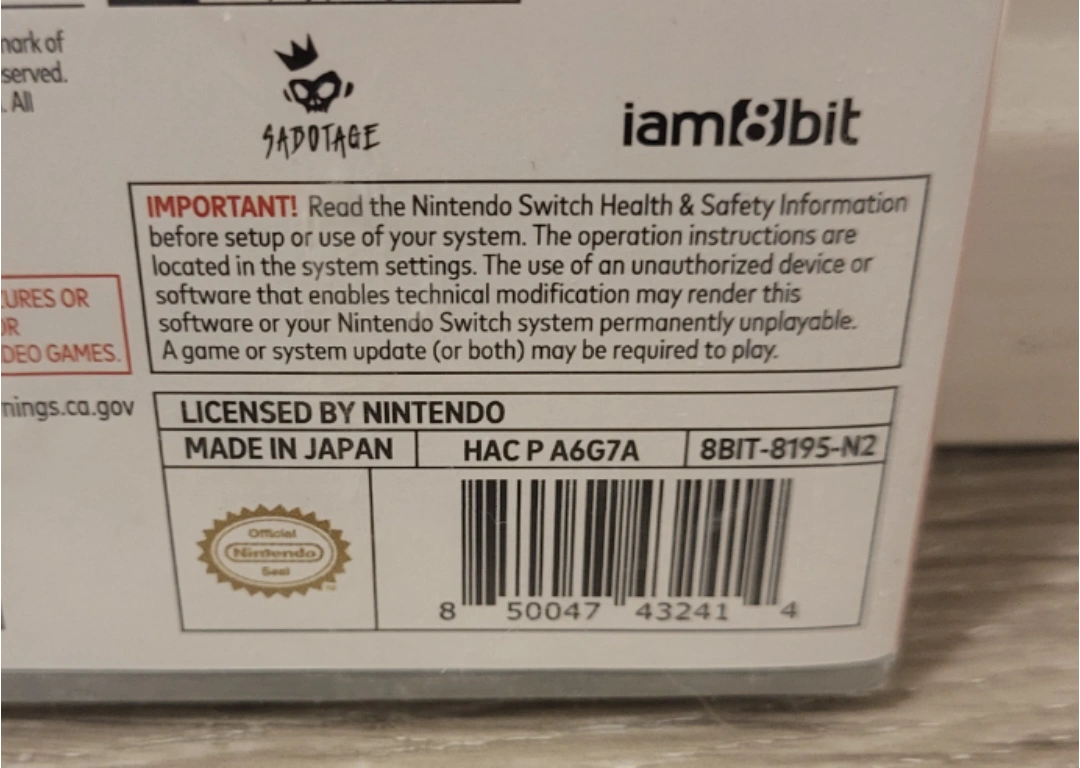 mark of
served.
. All
SABOTAGE
iam8bit
IMPORTANT! Read the Nintendo Switch Health & Safety Information
before setup or use of your system. The operation instructions are
located in the system settings. The use of an unauthorized device or
software that enables technical modification may render this
software or your Nintendo Switch system permanently unplayable.
A game or system update (or both) may be required to play.
URES OR
OR
DEO GAMES.
nings.ca.gov
LICENSED BY NINTENDO
MADE IN JAPAN HAC P A6G7A 8BIT-8195-N2
Official
Nintendo
Seal
TM
8 50047 43241 4